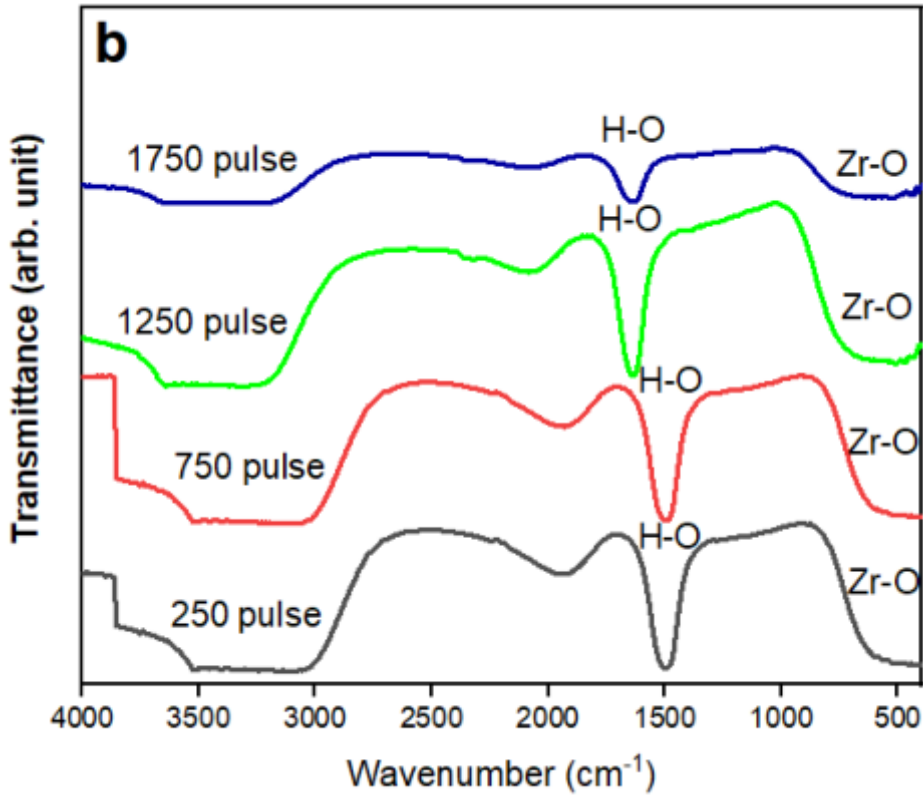 b
H-O
1750 pulse
Zr-O
H-O
1250 pulse
Zr-O
H-O
750 pulse
Zr-O
H-O
250 pulse
Zr-O
Transmittance (arb. unit)
4000 3500 3000 2500 2000 1500 1000 500
Wavenumber (cm⁻¹)